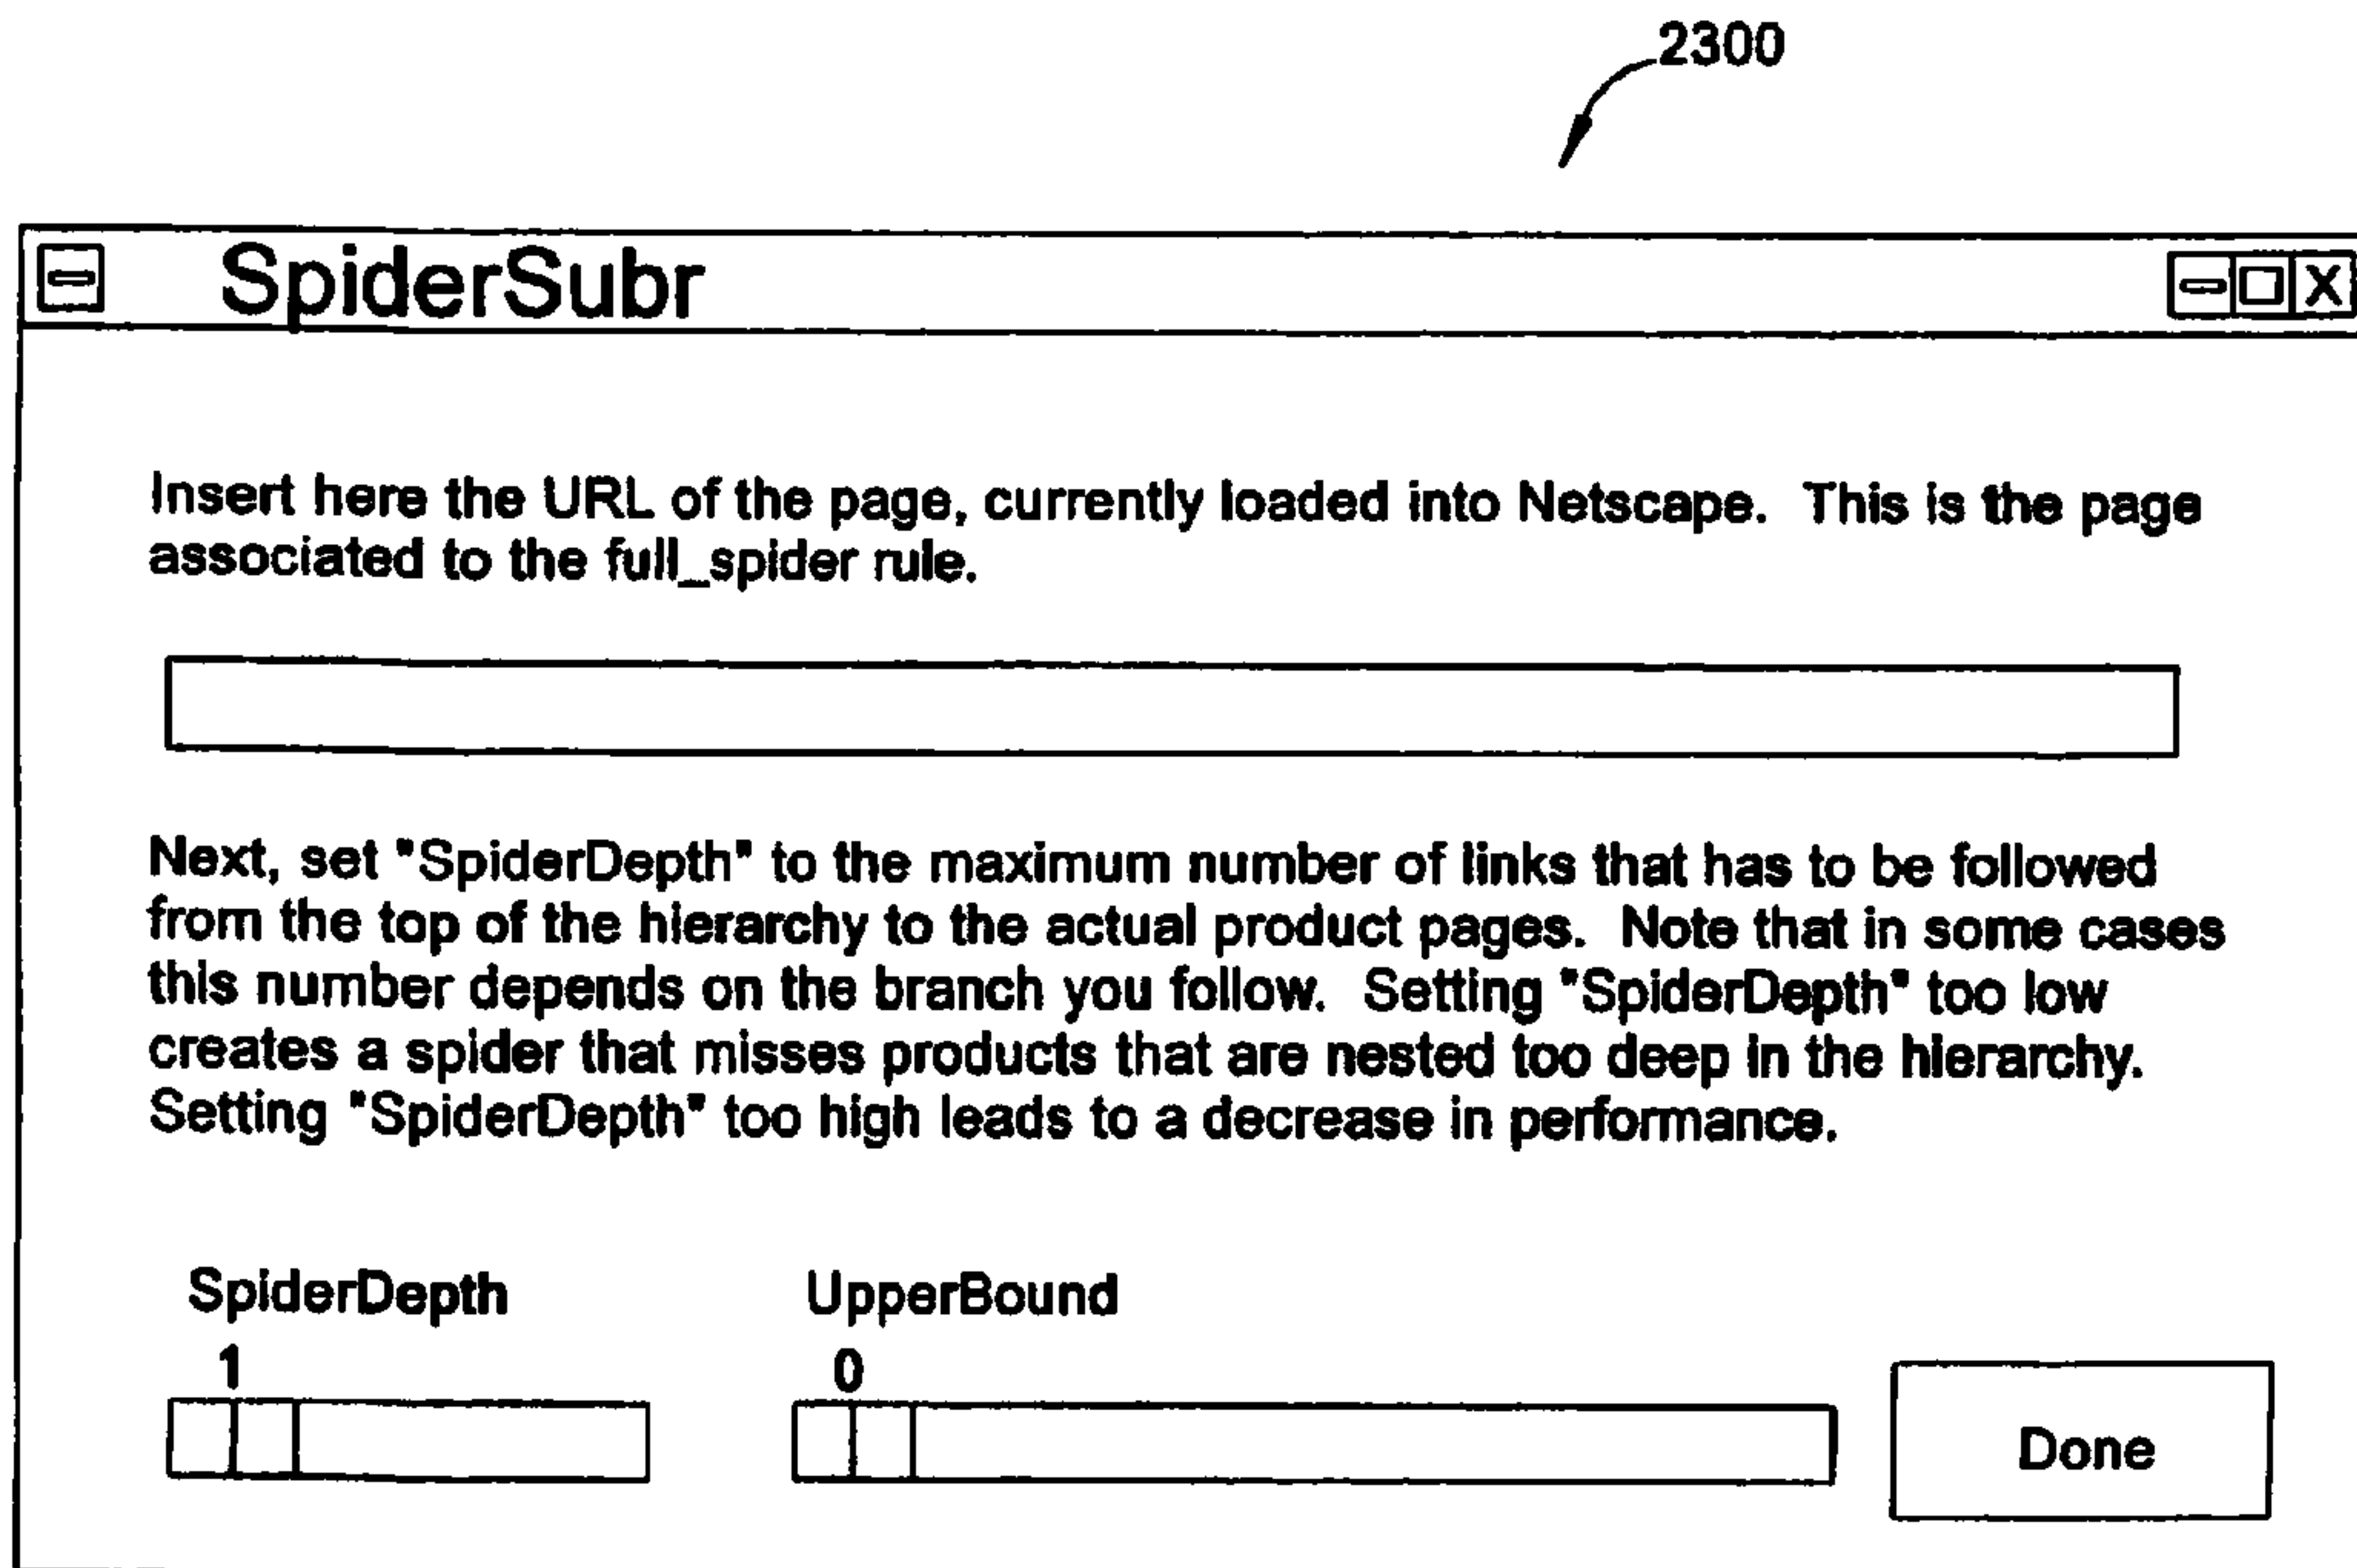 2300
SpiderSubr
Insert here the URL of the page, currently loaded into Netscape. This is the page
associated to the full_spider rule.
Next, set "SpiderDepth" to the maximum number of links that has to be followed
from the top of the hierarchy to the actual product pages. Note that in some cases
this number depends on the branch you follow. Setting "SpiderDepth" too low
creates a spider that misses products that are nested too deep in the hierarchy.
Setting "SpiderDepth" too high leads to a decrease in performance.
SpiderDepth UpperBound
1 0
Done